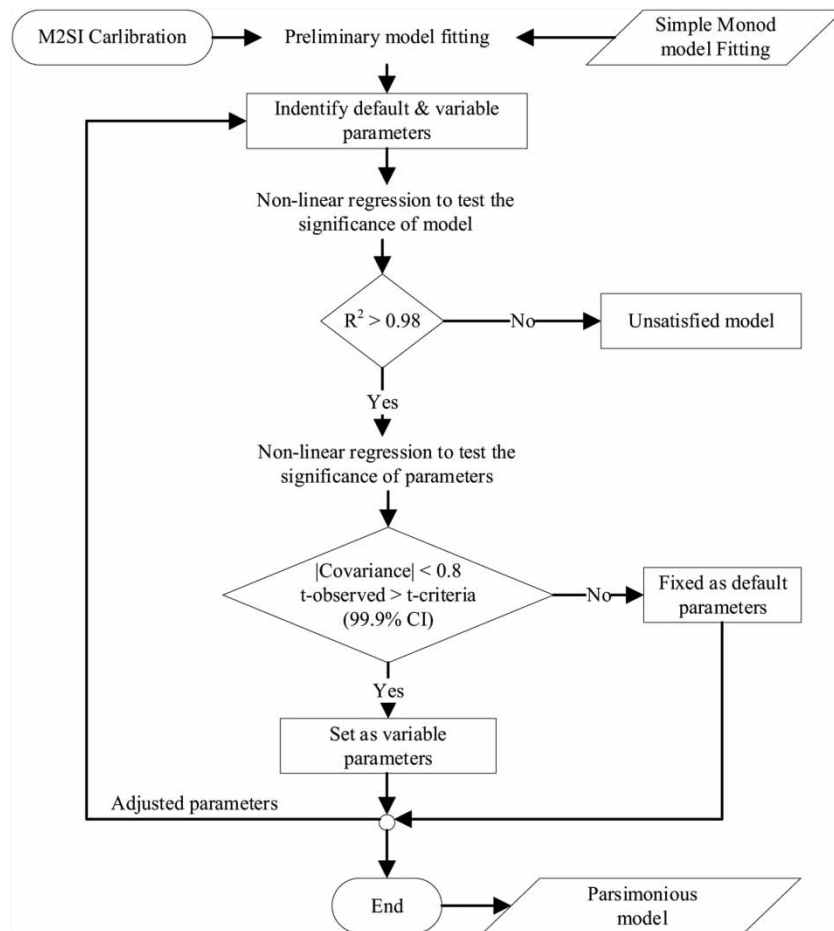 M2SI Carlibration
Preliminary model fitting
Simple Monod
model Fitting
Indentify default & variable
parameters
Non-linear regression to test the
significance of model
R² > 0.98
No
Unsatisfied model
Yes
Non-linear regression to test the
significance of parameters
|Covariance| < 0.8
t-observed > t-criteria
(99.9% CI)
No
Fixed as default
parameters
Yes
Set as variable
parameters
Adjusted parameters
End
Parsimonious
model